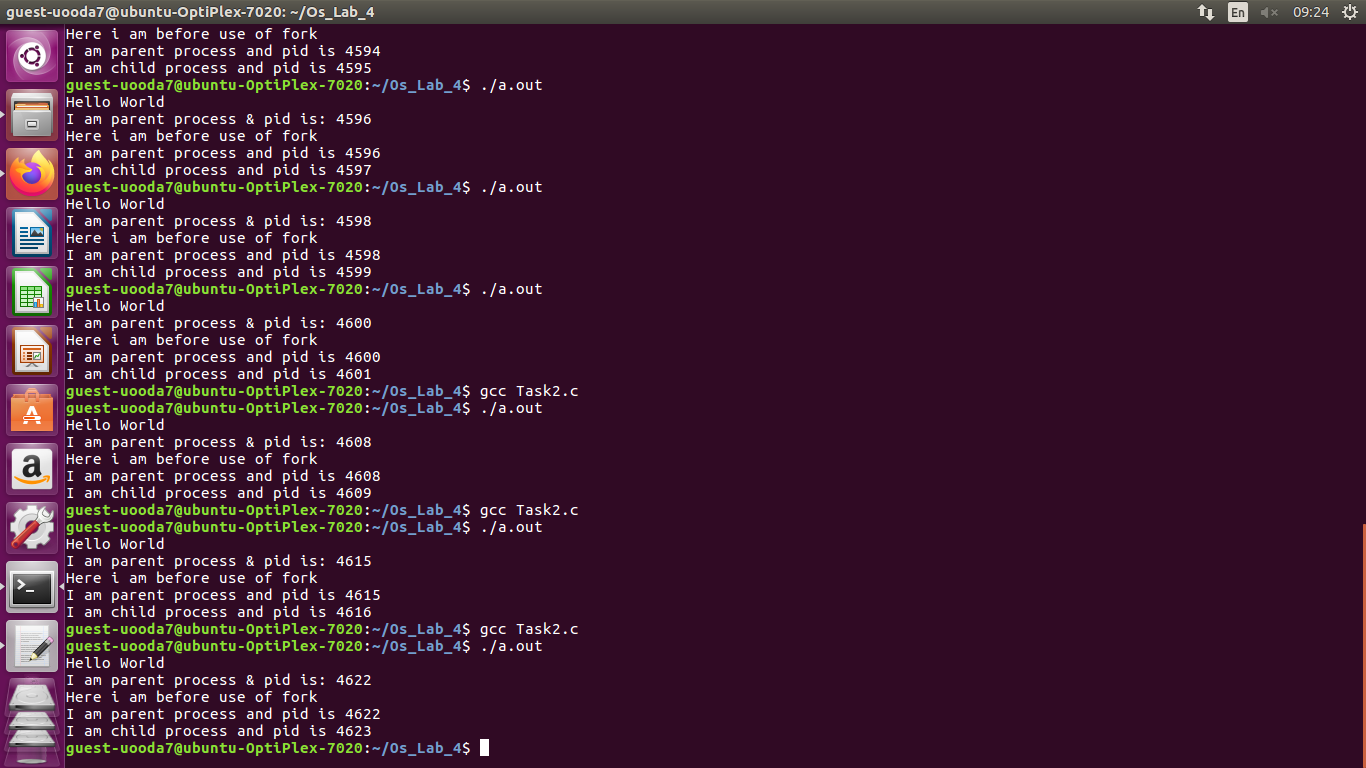 guest-uooda7@ubuntu-OptiPlex-7020: ~/Os_Lab_4 En 09:24
Here i am before use of fork
I am parent process and pid is 4594
I am child process and pid is 4595
guest-uooda7@ubuntu-OptiPlex-7020:~/Os_Lab_4$ ./a.out
Hello World
I am parent process & pid is: 4596
Here i am before use of fork
I am parent process and pid is 4596
I am child process and pid is 4597
guest-uooda7@ubuntu-OptiPlex-7020:~/Os_Lab_4$ ./a.out
Hello World
I am parent process & pid is: 4598
Here i am before use of fork
I am parent process and pid is 4598
I am child process and pid is 4599
guest-uooda7@ubuntu-OptiPlex-7020:~/Os_Lab_4$ ./a.out
Hello World
I am parent process & pid is: 4600
Here i am before use of fork
I am parent process and pid is 4600
I am child process and pid is 4601
guest-uooda7@ubuntu-OptiPlex-7020:~/Os_Lab_4$ gcc Task2.c
guest-uooda7@ubuntu-OptiPlex-7020:~/Os_Lab_4$ ./a.out
Hello World
I am parent process & pid is: 4608
Here i am before use of fork
I am parent process and pid is 4608
I am child process and pid is 4609
guest-uooda7@ubuntu-OptiPlex-7020:~/Os_Lab_4$ gcc Task2.c
guest-uooda7@ubuntu-OptiPlex-7020:~/Os_Lab_4$ ./a.out
Hello World
I am parent process & pid is: 4615
Here i am before use of fork
I am parent process and pid is 4615
I am child process and pid is 4616
guest-uooda7@ubuntu-OptiPlex-7020:~/Os_Lab_4$ gcc Task2.c
guest-uooda7@ubuntu-OptiPlex-7020:~/Os_Lab_4$ ./a.out
Hello World
I am parent process & pid is: 4622
Here i am before use of fork
I am parent process and pid is 4622
I am child process and pid is 4623
guest-uooda7@ubuntu-OptiPlex-7020:~/Os_Lab_4$